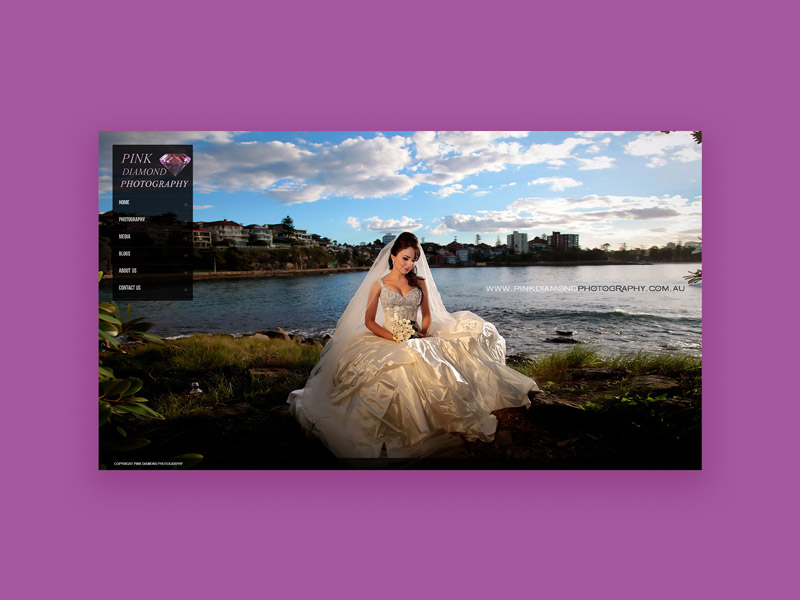 PINK
DIAMOND
PHOTOGRAPHY
HOME
PHOTOGRAPHY
MEDIA
BLOGS
ABOUT US
CONTACT US
WWW.PINKDIAMONDPHOTOGRAPHY.COM.AU
COPYRIGHT PINK DIAMOND PHOTOGRAPHY